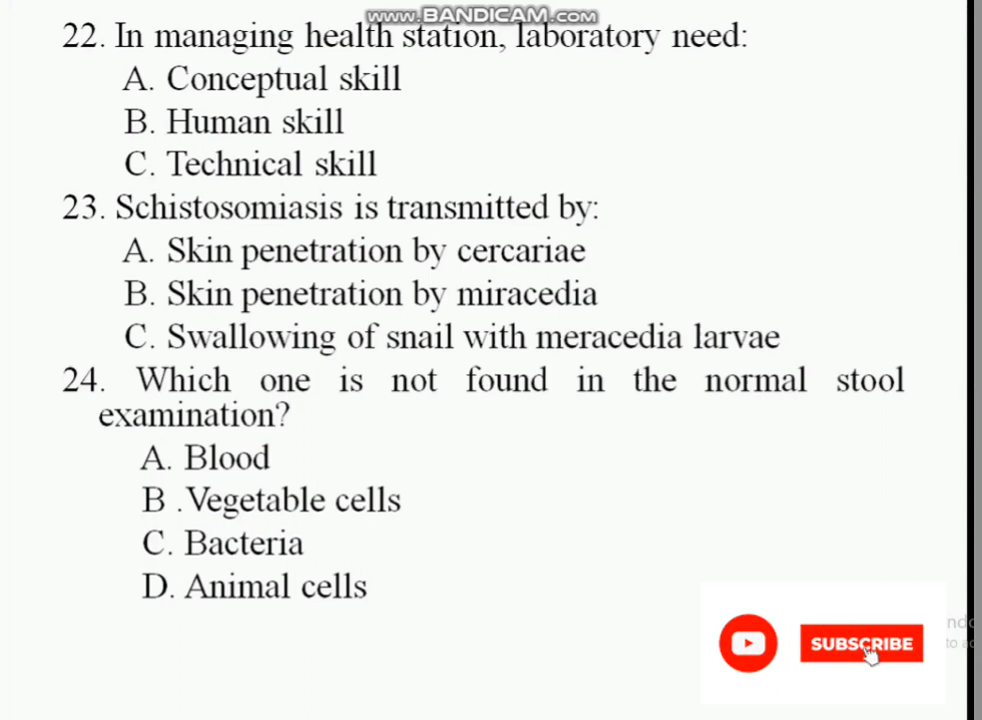 www.BANDICAM.com
22. In managing health station, laboratory need:
A. Conceptual skill
B. Human skill
C. Technical skill
23. Schistosomiasis is transmitted by:
A. Skin penetration by cercariae
B. Skin penetration by miracedia
C. Swallowing of snail with meracedia larvae
24. Which one is not found in the normal stool
examination?
A. Blood
B .Vegetable cells
C. Bacteria
D. Animal cells
SUBSCRIBE